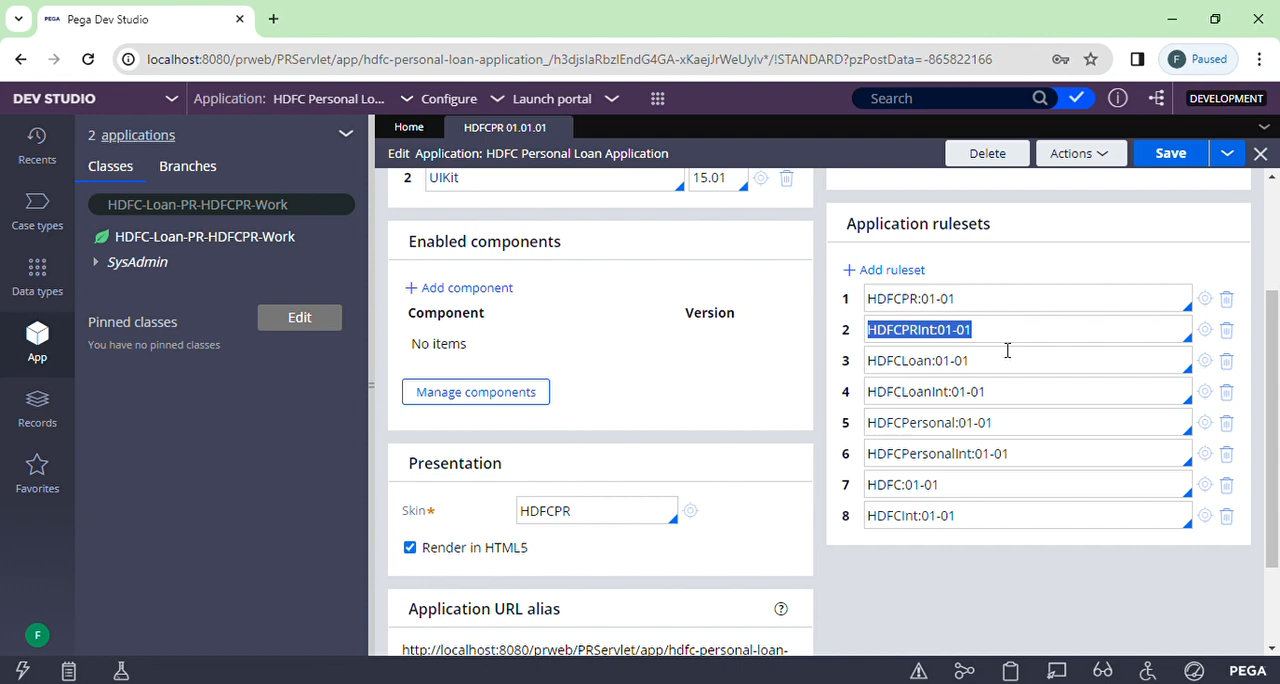 PEGA Pega Dev Studio
localhost:8080/prweb/PRServlet/app/hdfc-personal-loan-application_/h3djslaRbzlEndG4GA-xKaejJrWeUylv*/!STANDARD?pzPostData=-865822166
F Paused
DEV STUDIO
Application: HDFC Personal Lo...
Configure
Launch portal
Search
DEVELOPMENT
Recents
Case types
Data types
App
Records
Favorites
F
2 applications
Classes
Branches
HDFC-Loan-PR-HDFCPR-Work
HDFC-Loan-PR-HDFCPR-Work
SysAdmin
Pinned classes
Edit
You have no pinned classes
Home
HDFCPR 01.01.01
Edit Application: HDFC Personal Loan Application
Delete
Actions
Save
2 UIKit 15.01
Enabled components
+ Add component
Component Version
No items
Manage components
Presentation
Skin* HDFCPR
Render in HTML5
Application URL alias
http://localhost:8080/prweb/PRServlet/app/hdfc-personal-loan-
Application rulesets
+ Add ruleset
1 HDFCPR:01-01
2 HDFCPRInt:01-01
3 HDFCLoan:01-01
4 HDFCLoanInt:01-01
5 HDFCPersonal:01-01
6 HDFCPersonalInt:01-01
7 HDFC:01-01
8 HDFCInt:01-01
PEGA